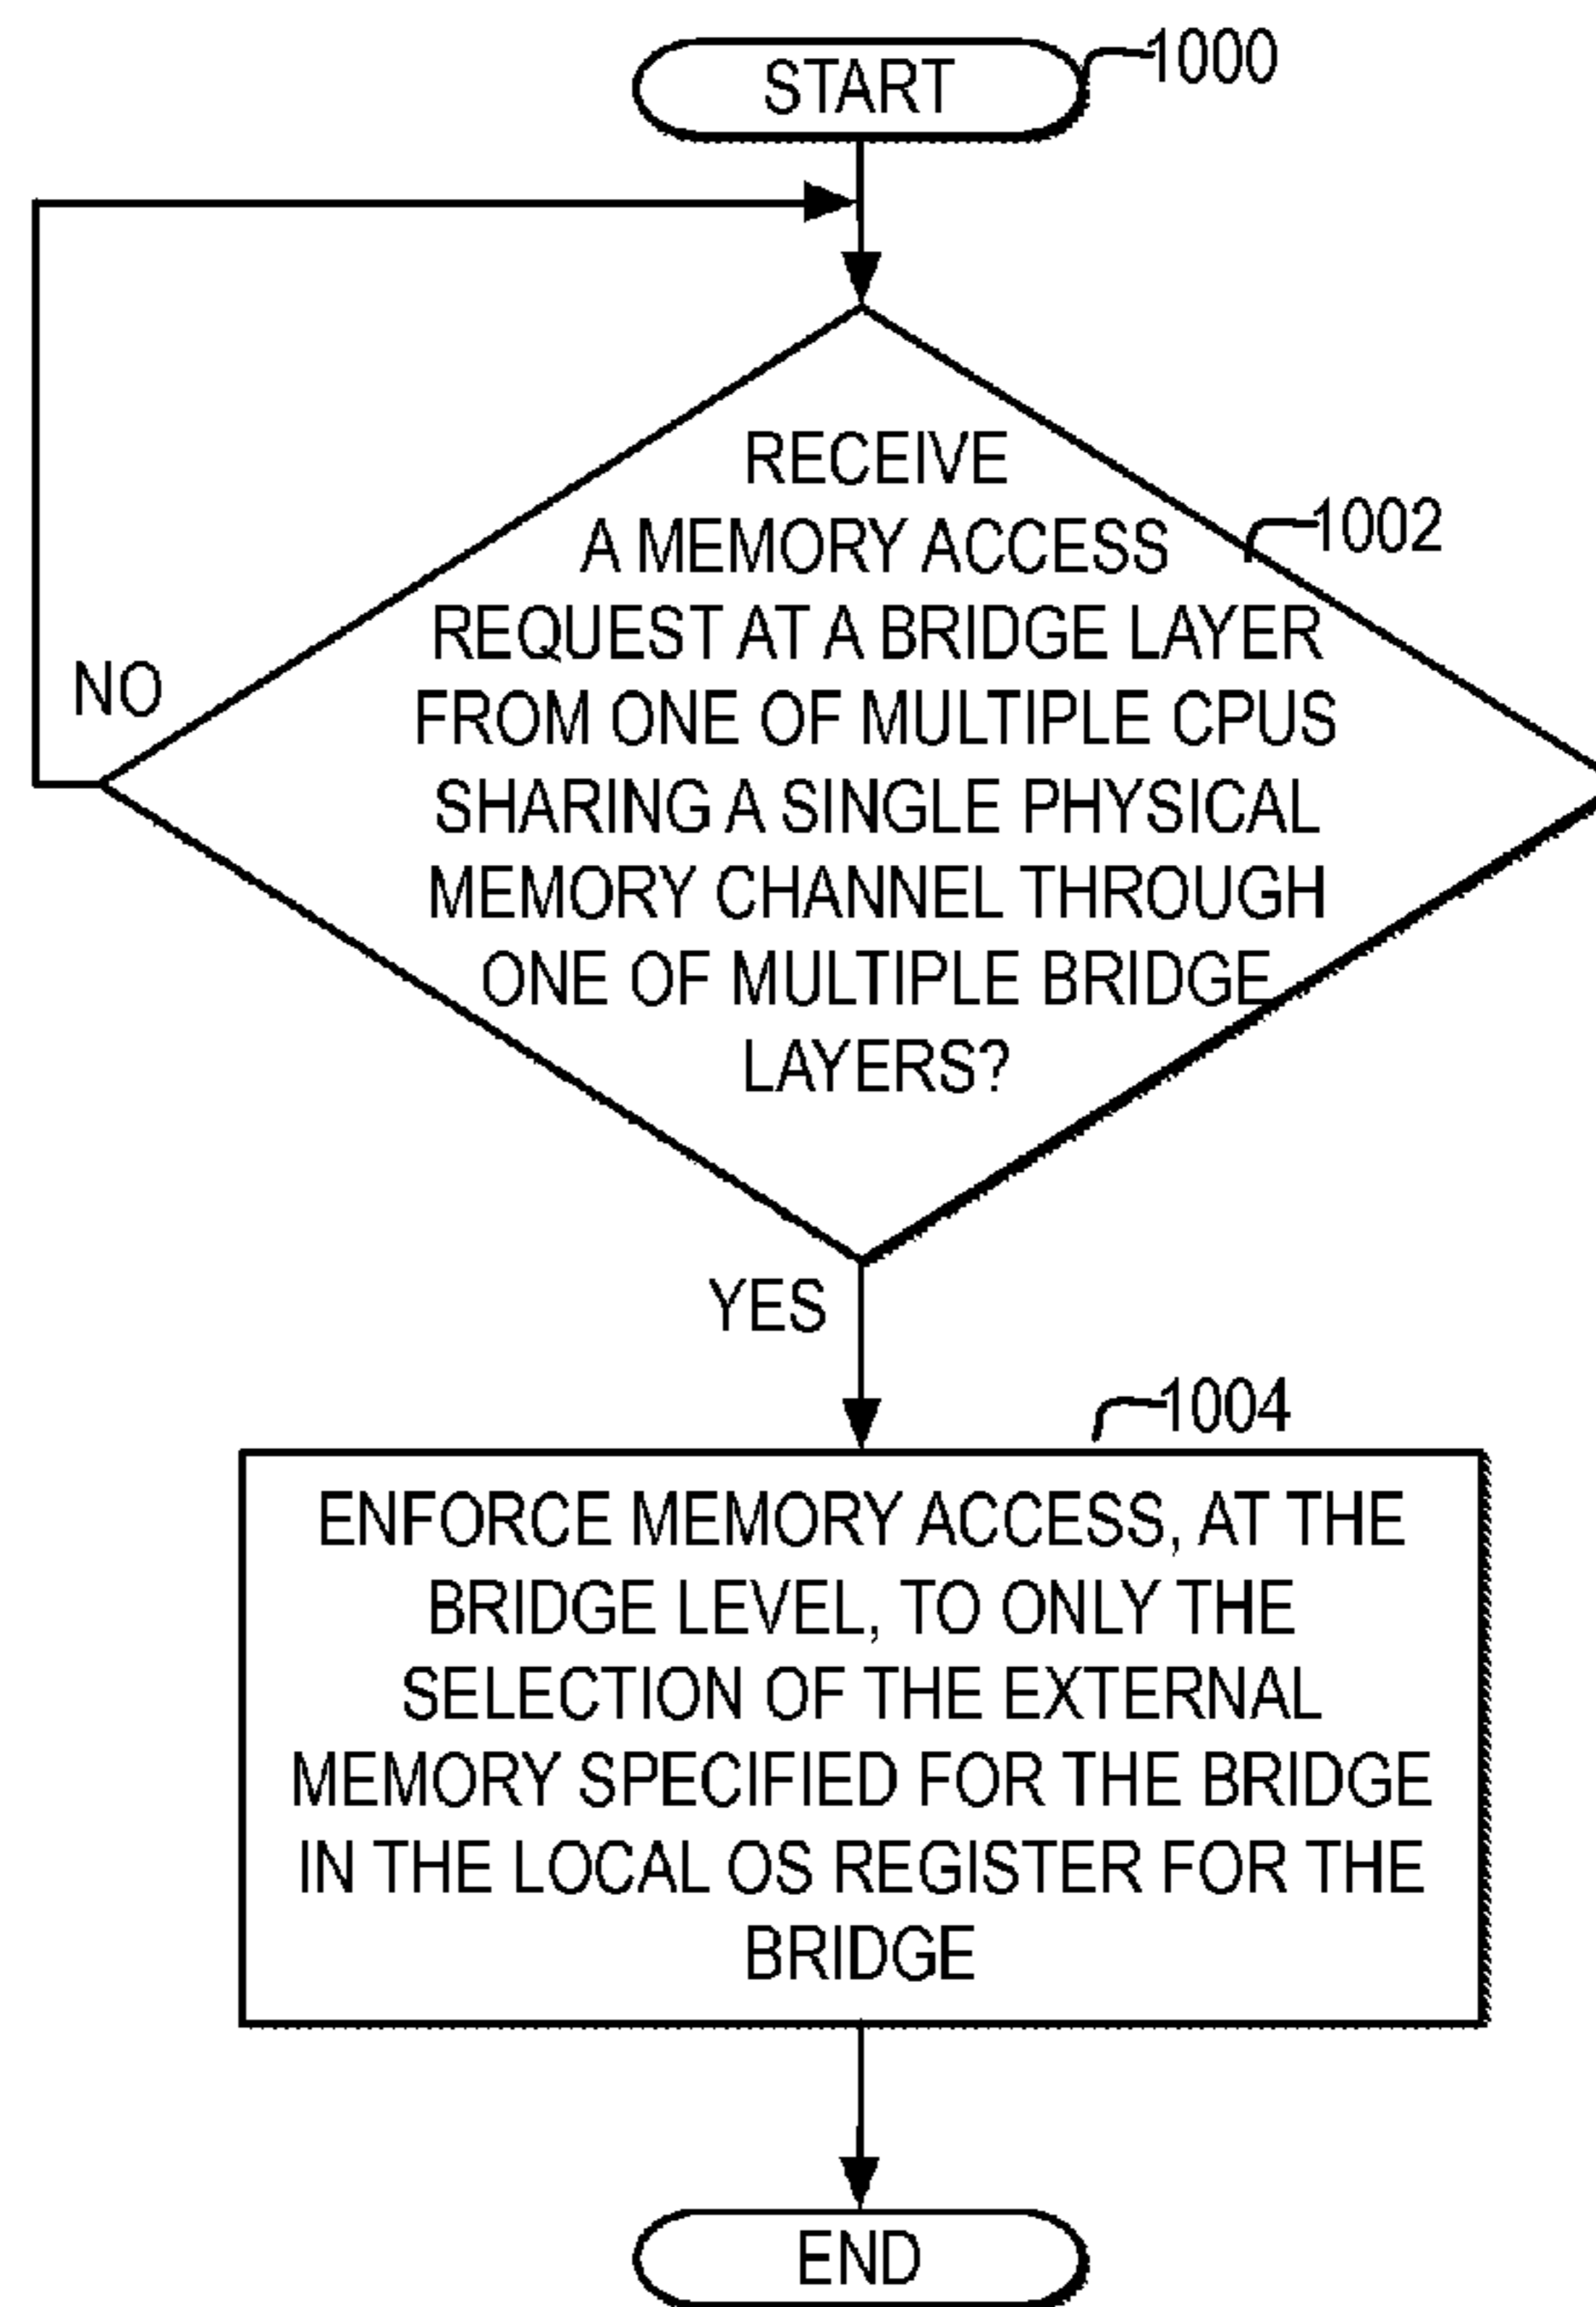 START
1000
RECEIVE
A MEMORY ACCESS
1002
REQUEST AT A BRIDGE LAYER
FROM ONE OF MULTIPLE CPUS
NO
SHARING A SINGLE PHYSICAL
MEMORY CHANNEL THROUGH
ONE OF MULTIPLE BRIDGE
LAYERS?
YES
1004
ENFORCE MEMORY ACCESS, AT THE
BRIDGE LEVEL, TO ONLY THE
SELECTION OF THE EXTERNAL
MEMORY SPECIFIED FOR THE BRIDGE
IN THE LOCAL OS REGISTER FOR THE
BRIDGE
END